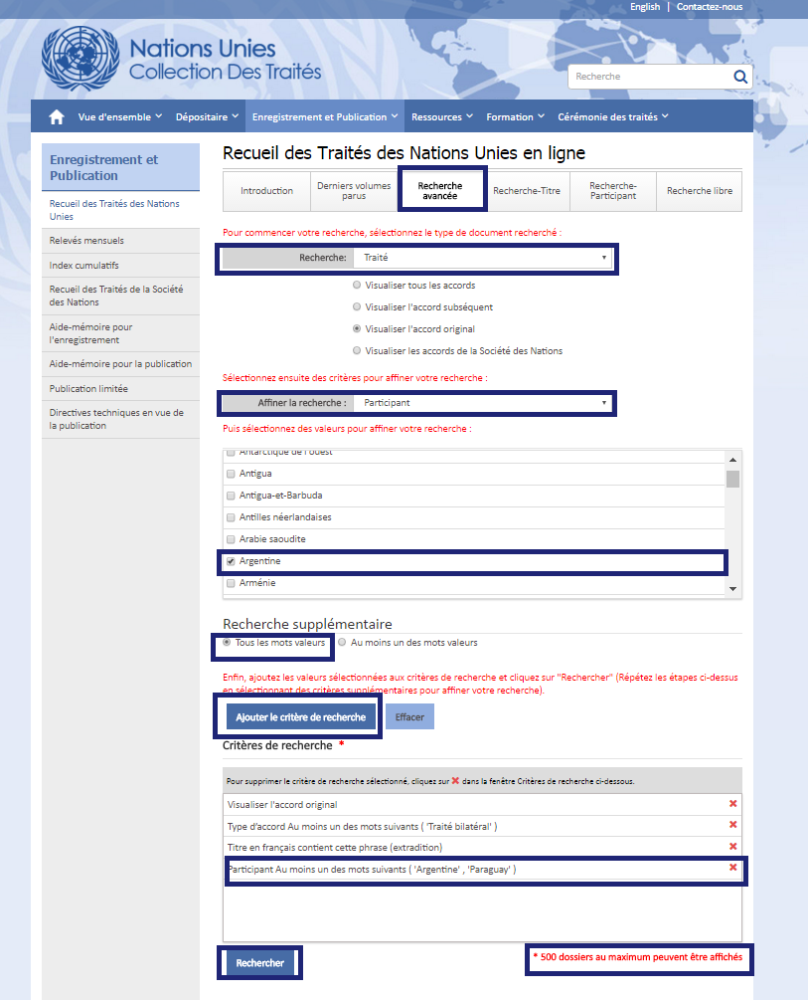 English | Contactez-nous
Nations Unies
Collection Des Traités
Recherche
Vue d'ensemble Dépositaire Enregistrement et Publication Ressources Formation Cérémonie des traités
Enregistrement et
Publication
Recueil des Traités des Nations
Unies
Relevés mensuels
Index cumulatifs
Recueil des Traités de la Société
des Nations
Aide-mémoire pour
l'enregistrement
Aide-mémoire pour la publication
Publication limitée
Directives techniques en vue de
la publication
Recueil des Traités des Nations Unies en ligne
Introduction
Derniers volumes
parus
Recherche
avancée
Recherche-Titre
Recherche-
Participant
Recherche libre
Pour commencer votre recherche, sélectionnez le type de document recherché :
Recherche: Traité
Visualiser tous les accords
Visualiser l'accord subséquent
Visualiser l'accord original
Visualiser les accords de la Société des Nations
Sélectionnez ensuite des critères pour affiner votre recherche :
Affiner la recherche : Participant
Puis sélectionnez des valeurs pour affiner votre recherche :
Antarctique de l'ouest
Antigua
Antigua-et-Barbuda
Antilles néerlandaises
Arabie saoudite
Argentine
Arménie
Recherche supplémentaire
Tous les mots valeurs Au moins un des mots valeurs
Enfin, ajoutez les valeurs sélectionnées aux critères de recherche et cliquez sur "Rechercher" (Répétez les étapes ci-dessus
en sélectionnant des critères supplémentaires pour affiner votre recherche).
Ajouter le critère de recherche Effacer
Critères de recherche *
Pour supprimer le critère de recherche sélectionné, cliquez sur ✖ dans la fenêtre Critères de recherche ci-dessous.
Visualiser l'accord original
Type d'accord Au moins un des mots suivants ( 'Traité bilatéral' )
Titre en français contient cette phrase (extradition)
Participant Au moins un des mots suivants ( 'Argentine' , 'Paraguay' )
Rechercher
* 500 dossiers au maximum peuvent être affichés